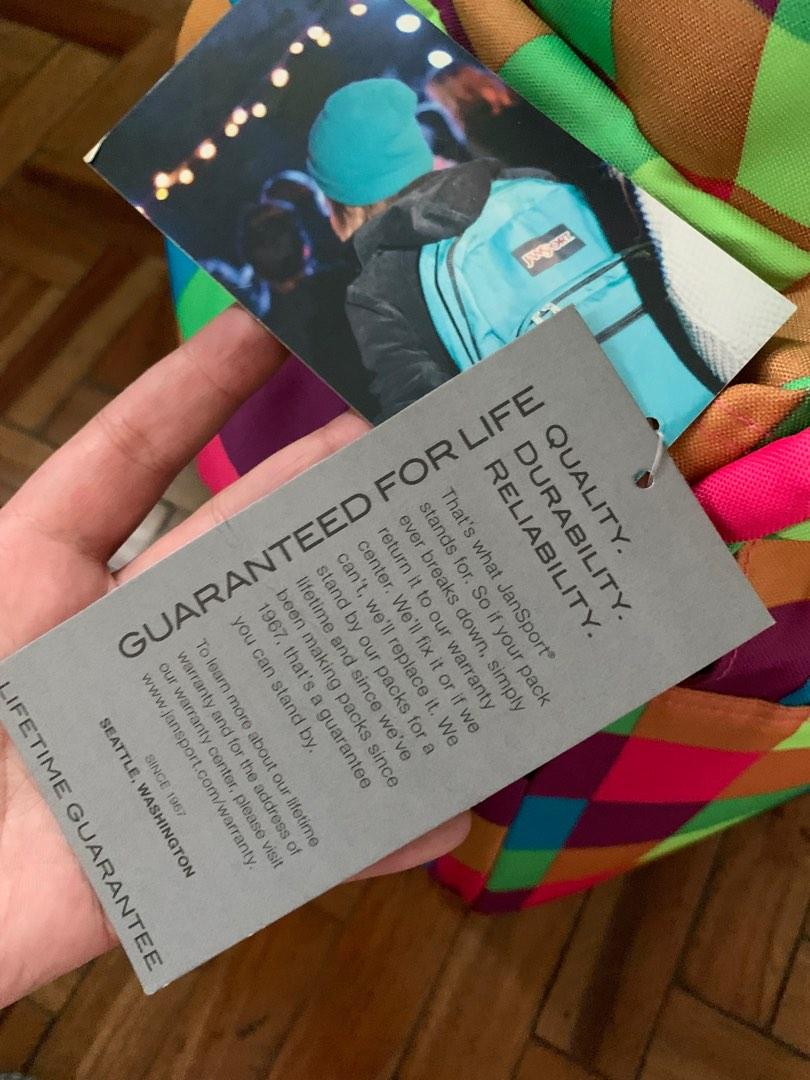 JANSPORT
GUARANTEED FOR LIFE
QUALITY.
DURABILITY.
RELIABILITY.
That's what JanSport®
stands for. So if your pack
ever breaks down, simply
return it to our warranty
center. We'll fix it or if we
can't, we'll replace it. We
stand by our packs for a
lifetime and since we've
been making packs since
1967, that's a guarantee
you can stand by.
To learn more about our lifetime
warranty and for the address of
our warranty center, please visit
www.jansport.com/warranty.
SINCE 1967
SEATTLE, WASHINGTON
LIFETIME GUARANTEE